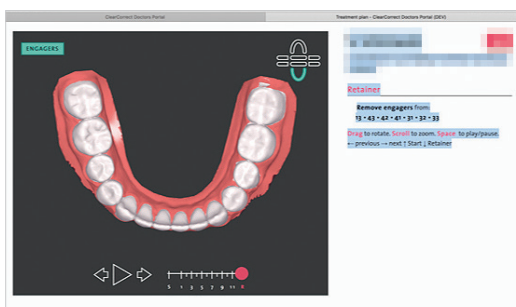 ClearCorrect Doctors Portal
Treatment plan – ClearCorrect Doctors Portal (DEV)
ENGAGERS
Retainer
Remove engagers from:
13 • 43 • 42 • 41 • 31 • 32 • 33
Drag to rotate. Scroll to zoom. Space to play/pause.
← previous → next ↑ Start ↓ Retainer
S 1 3 5 7 9 11 R